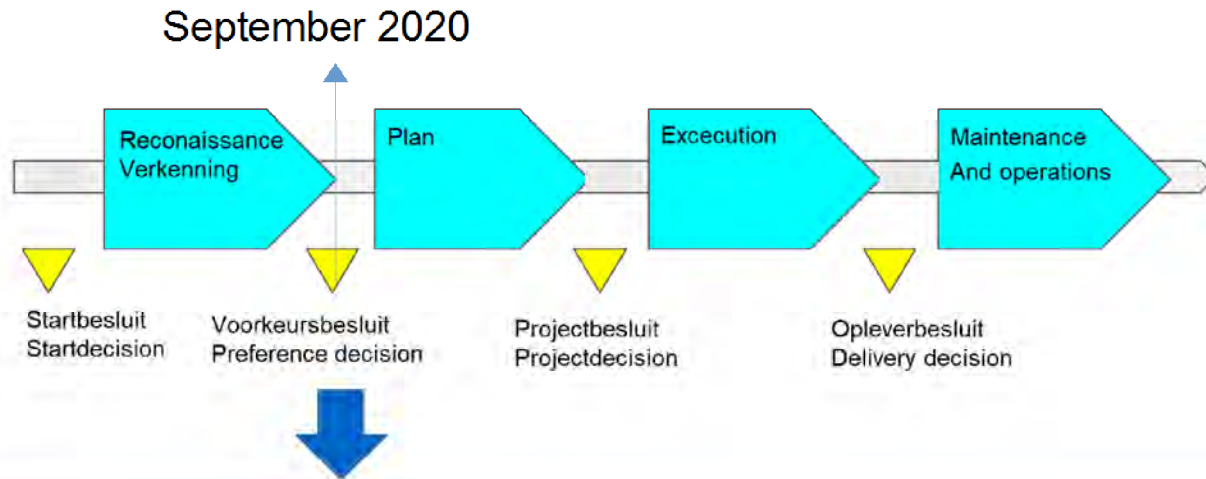 September 2020
Reconaissance
Verkenning
Plan
Excecution
Maintenance
And operations
Startbesluit
Startdecision
Voorkeursbesluit
Preference decision
Projectbesluit
Projectdecision
Opleverbesluit
Delivery decision